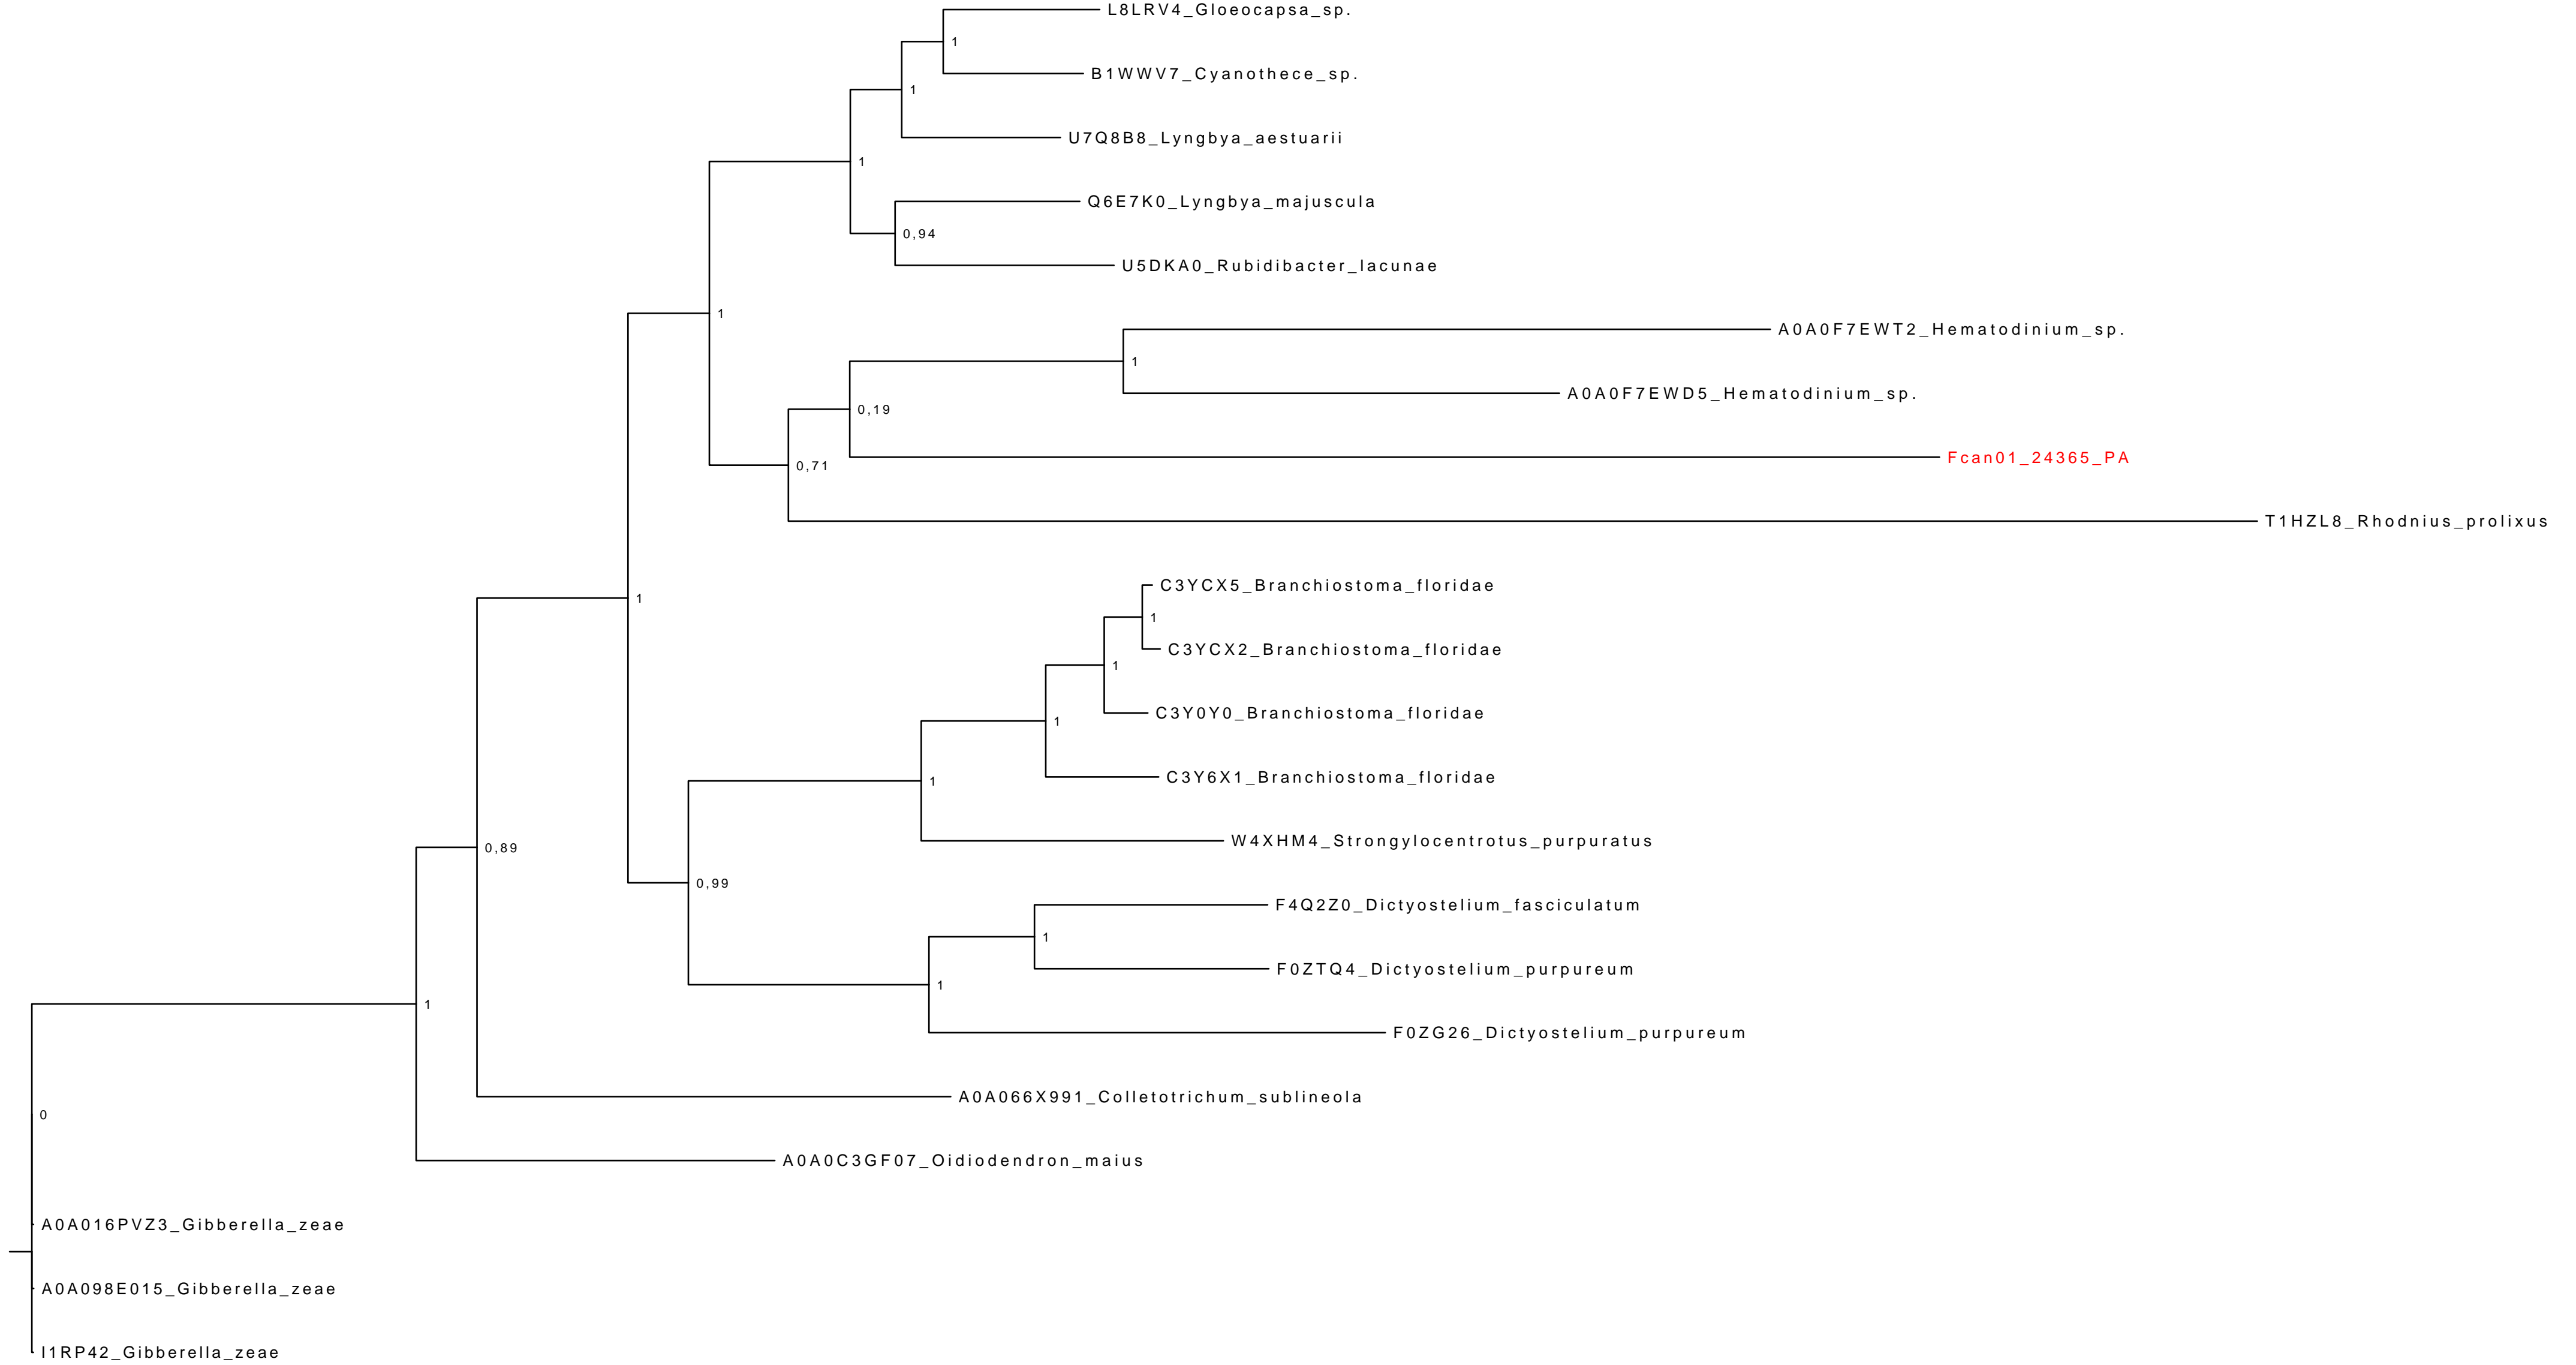 L8LRV4_Gloeocapsa_sp.
1
B1WWV7_Cyanothece_sp.
1
U7Q8B8_Lyngbya_aestuarii
1
Q6E7K0_Lyngbya_majuscula
0,94
U5DKA0_Rubidibacter_lacunae
1
A0A0F7EWT2_Hematodinium_sp.
1
A0A0F7EWD5_Hematodinium_sp.
0,19
Fcan01_24365_PA
0,71
T1HZL8_Rhodnius_prolixus
C3YCX5_Branchiostoma_floridae
1
1
C3YCX2_Branchiostoma_floridae
1
C3Y0Y0_Branchiostoma_floridae
1
C3Y6X1_Branchiostoma_floridae
1
W4XHM4_Strongylocentrotus_purpuratus
0,89
0,99
F4Q2Z0_Dictyostelium_fasciculatum
1
F0ZTQ4_Dictyostelium_purpureum
1
1
F0ZG26_Dictyostelium_purpureum
A0A066X991_Colletotrichum_sublineola
0
A0A0C3GF07_Oidiodendron_maius
A0A016PVZ3_Gibberella_zeae
A0A098E015_Gibberella_zeae
I1RP42_Gibberella_zeae